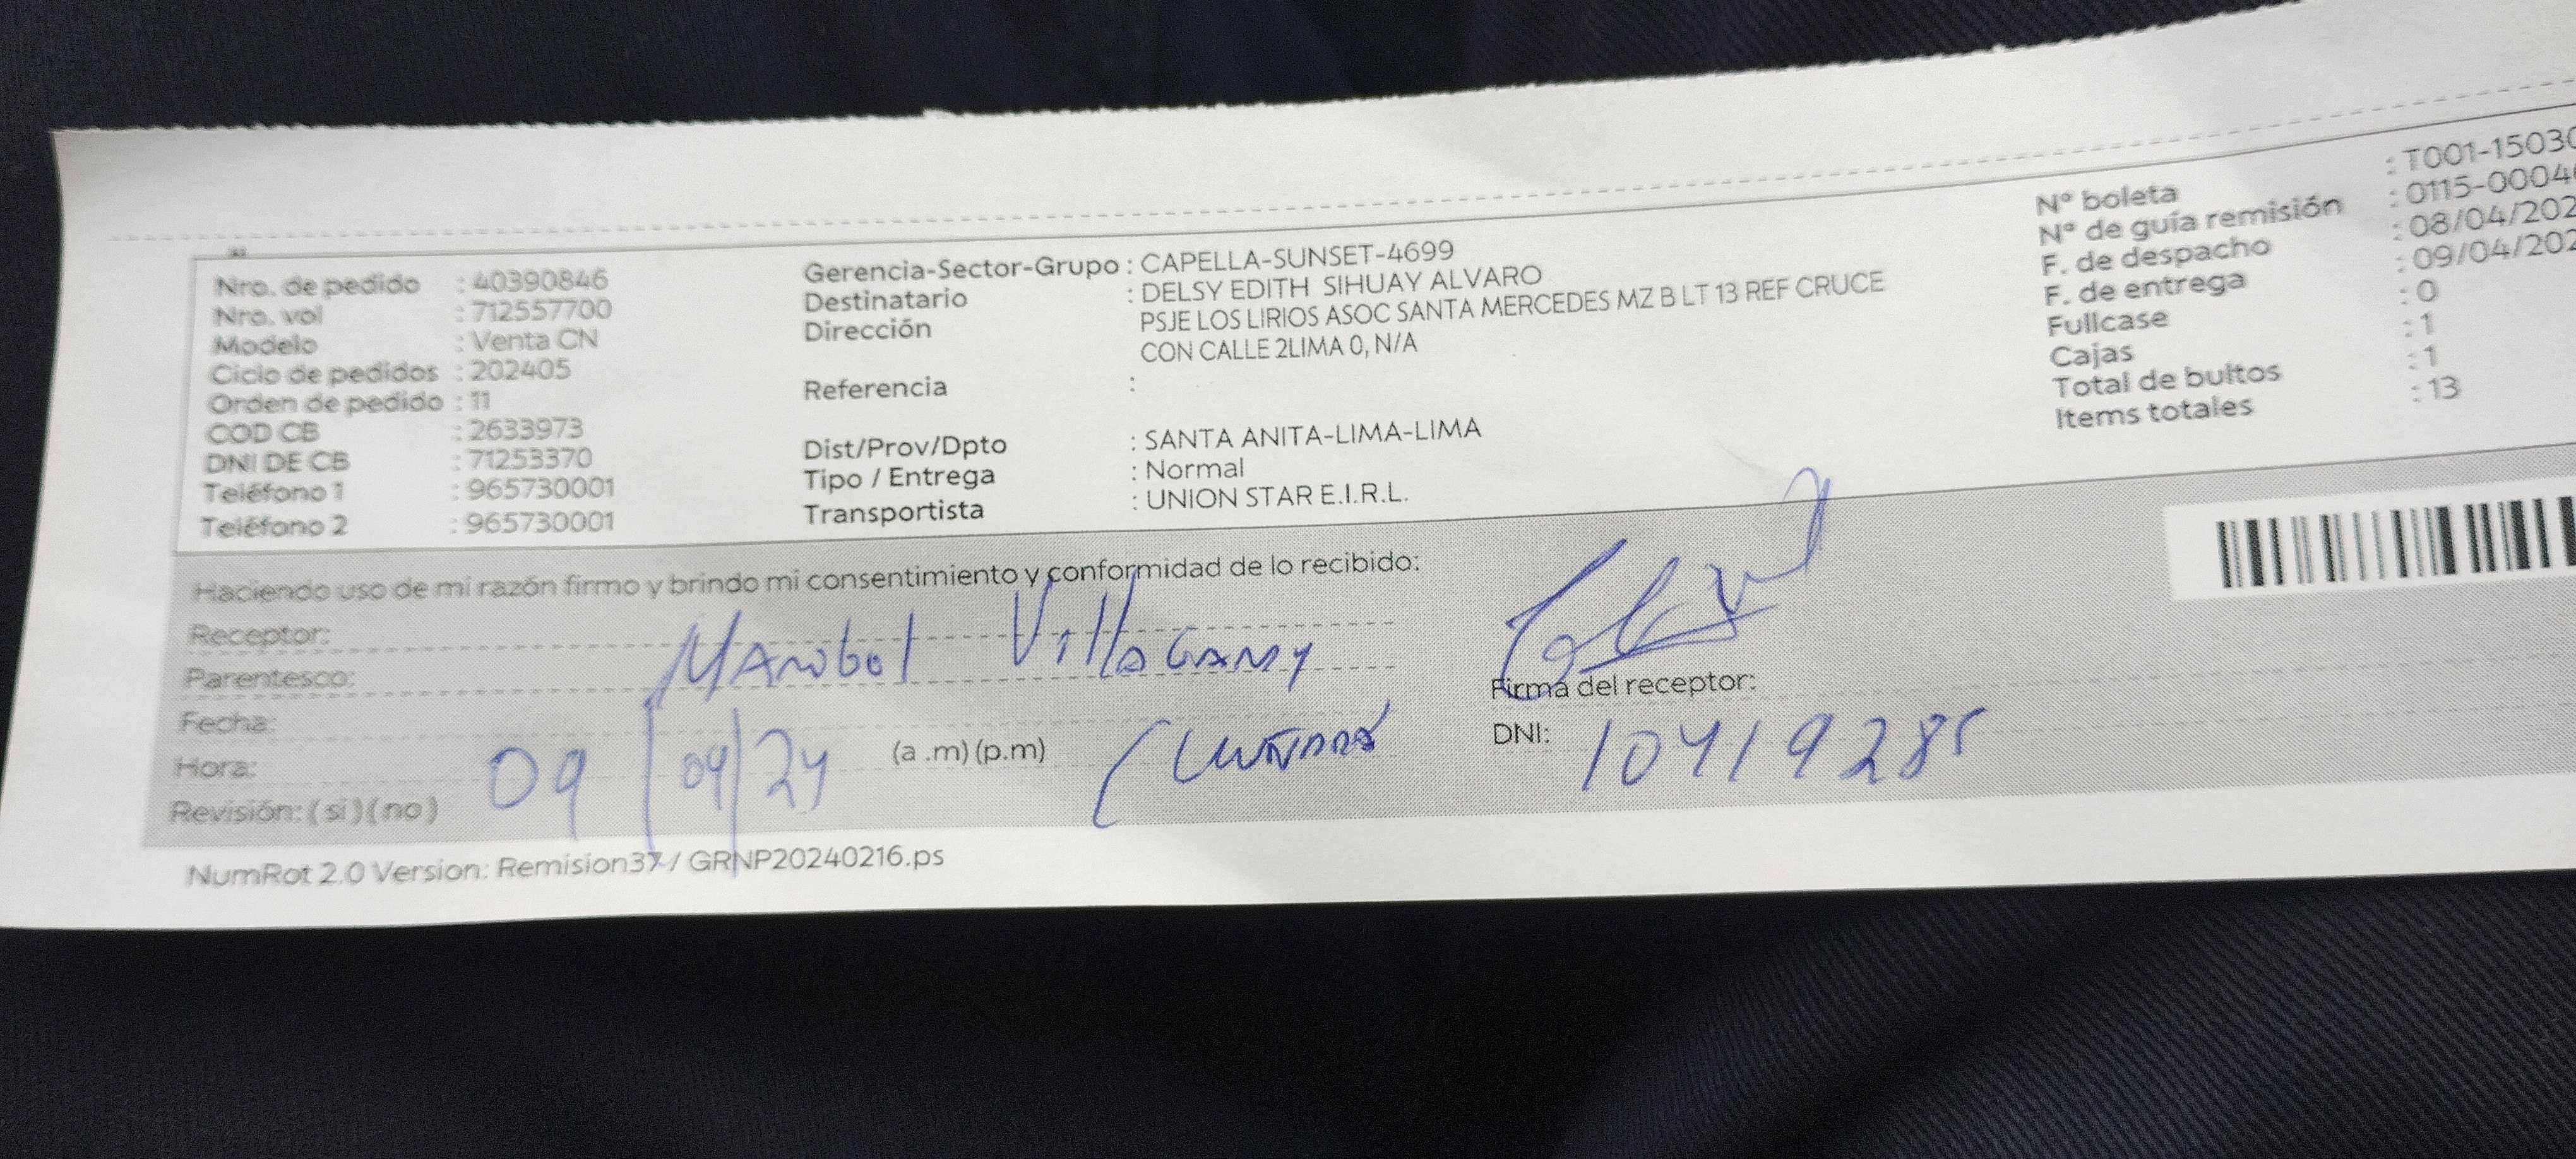 Nro. de pedido : 40390846
Nro. vol : 712557700
Modelo : Venta CN
Ciclo de pedidos : 202405
Orden de pedido : 11
COD CB : 2633973
DNI DE CB : 71253370
Teléfono 1 : 965730001
Teléfono 2 : 965730001
Gerencia-Sector-Grupo : CAPELLA-SUNSET-4699
Destinatario : DELSY EDITH SIHUAY ALVARO
Dirección PSJE LOS LIRIOS ASOC SANTA MERCEDES MZ B LT 13 REF CRUCE
CON CALLE 2LIMA 0, N/A
Referencia :
Dist/Prov/Dpto : SANTA ANITA-LIMA-LIMA
Tipo / Entrega : Normal
Transportista : UNION STAR E.I.R.L.
N° boleta : T001-1503
N° de guía remisión : 0115-0004
F. de despacho : 08/04/202
F. de entrega : 09/04/202
Fullcase : 0
Cajas : 1
Total de bultos : 1
Items totales : 13
Haciendo uso de mi razón firmo y brindo mi consentimiento y conformidad de lo recibido:
Receptor:
Parentesco:
Fecha:
Hora: (a .m) (p.m)
Revisión: ( si ) ( no )
09/04/24
Firma del receptor:
DNI: 10419285
NumRot 2.0 Version: Remision37 / GRNP20240216.ps